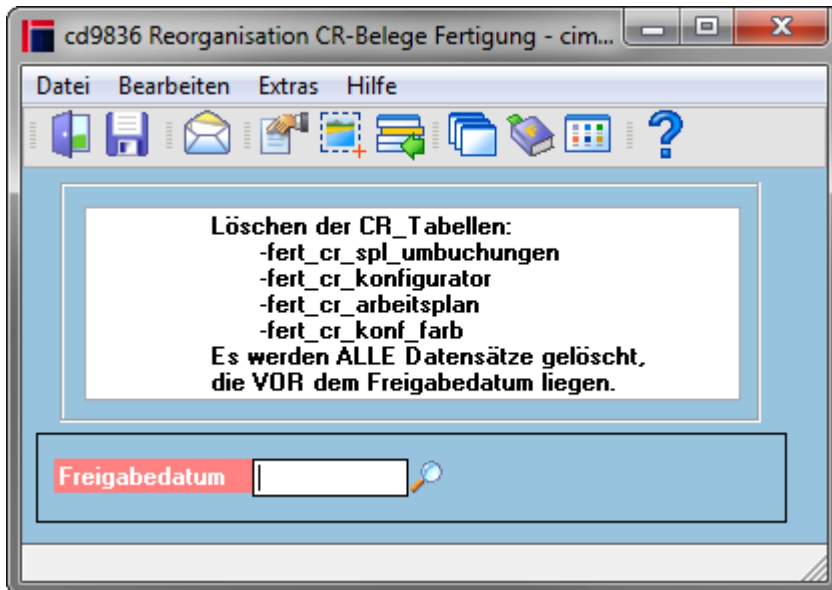 cd9836 Reorganisation CR-Belege Fertigung - cim...
Datei Bearbeiten Extras Hilfe
Löschen der CR_Tabellen:
-fert_cr_spl_umbuchungen
-fert_cr_konfigurator
-fert_cr_arbeitsplan
-fert_cr_konf_farb
Es werden ALLE Datensätze gelöscht,
die VOR dem Freigabedatum liegen.
Freigabedatum